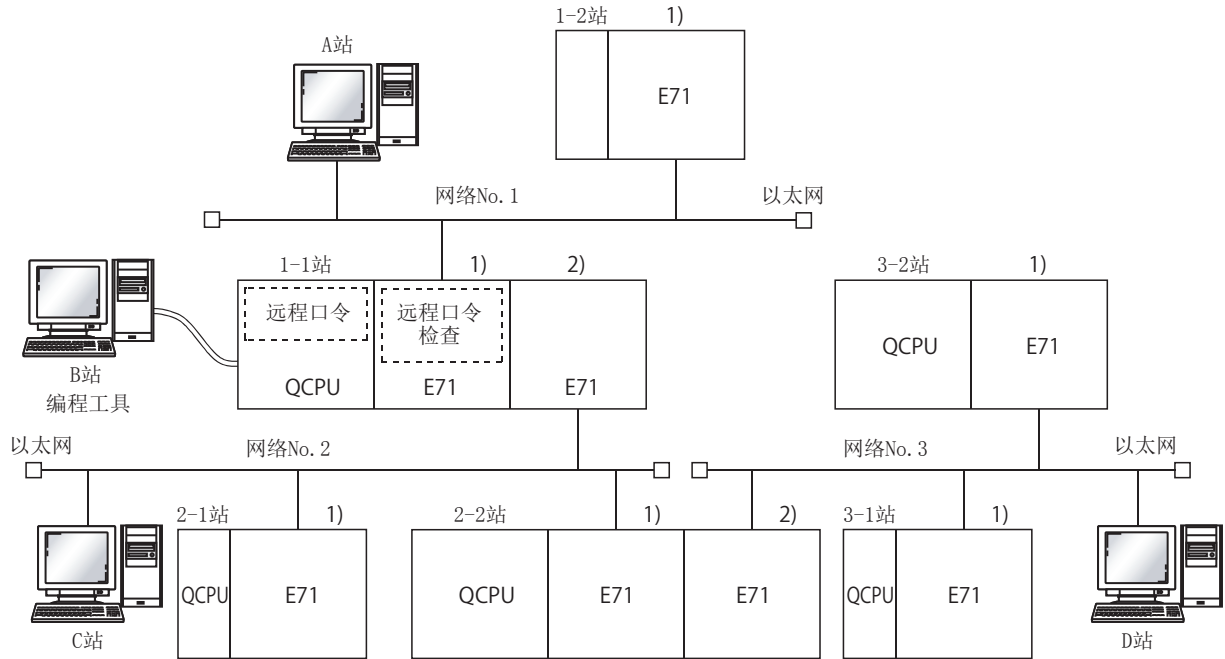 1-2站 1)
A站
E71
网络No.1 以太网
1-1站 1) 2)
3-2站 1)
远程口令
远程口令
检查
QCPU E71
B站
编程工具
QCPU E71 E71
以太网 网络No.2
网络No.3 以太网
2-1站 1)
2-2站 1) 2)
3-1站 1)
QCPU E71
QCPU E71 E71
QCPU E71
C站
D站